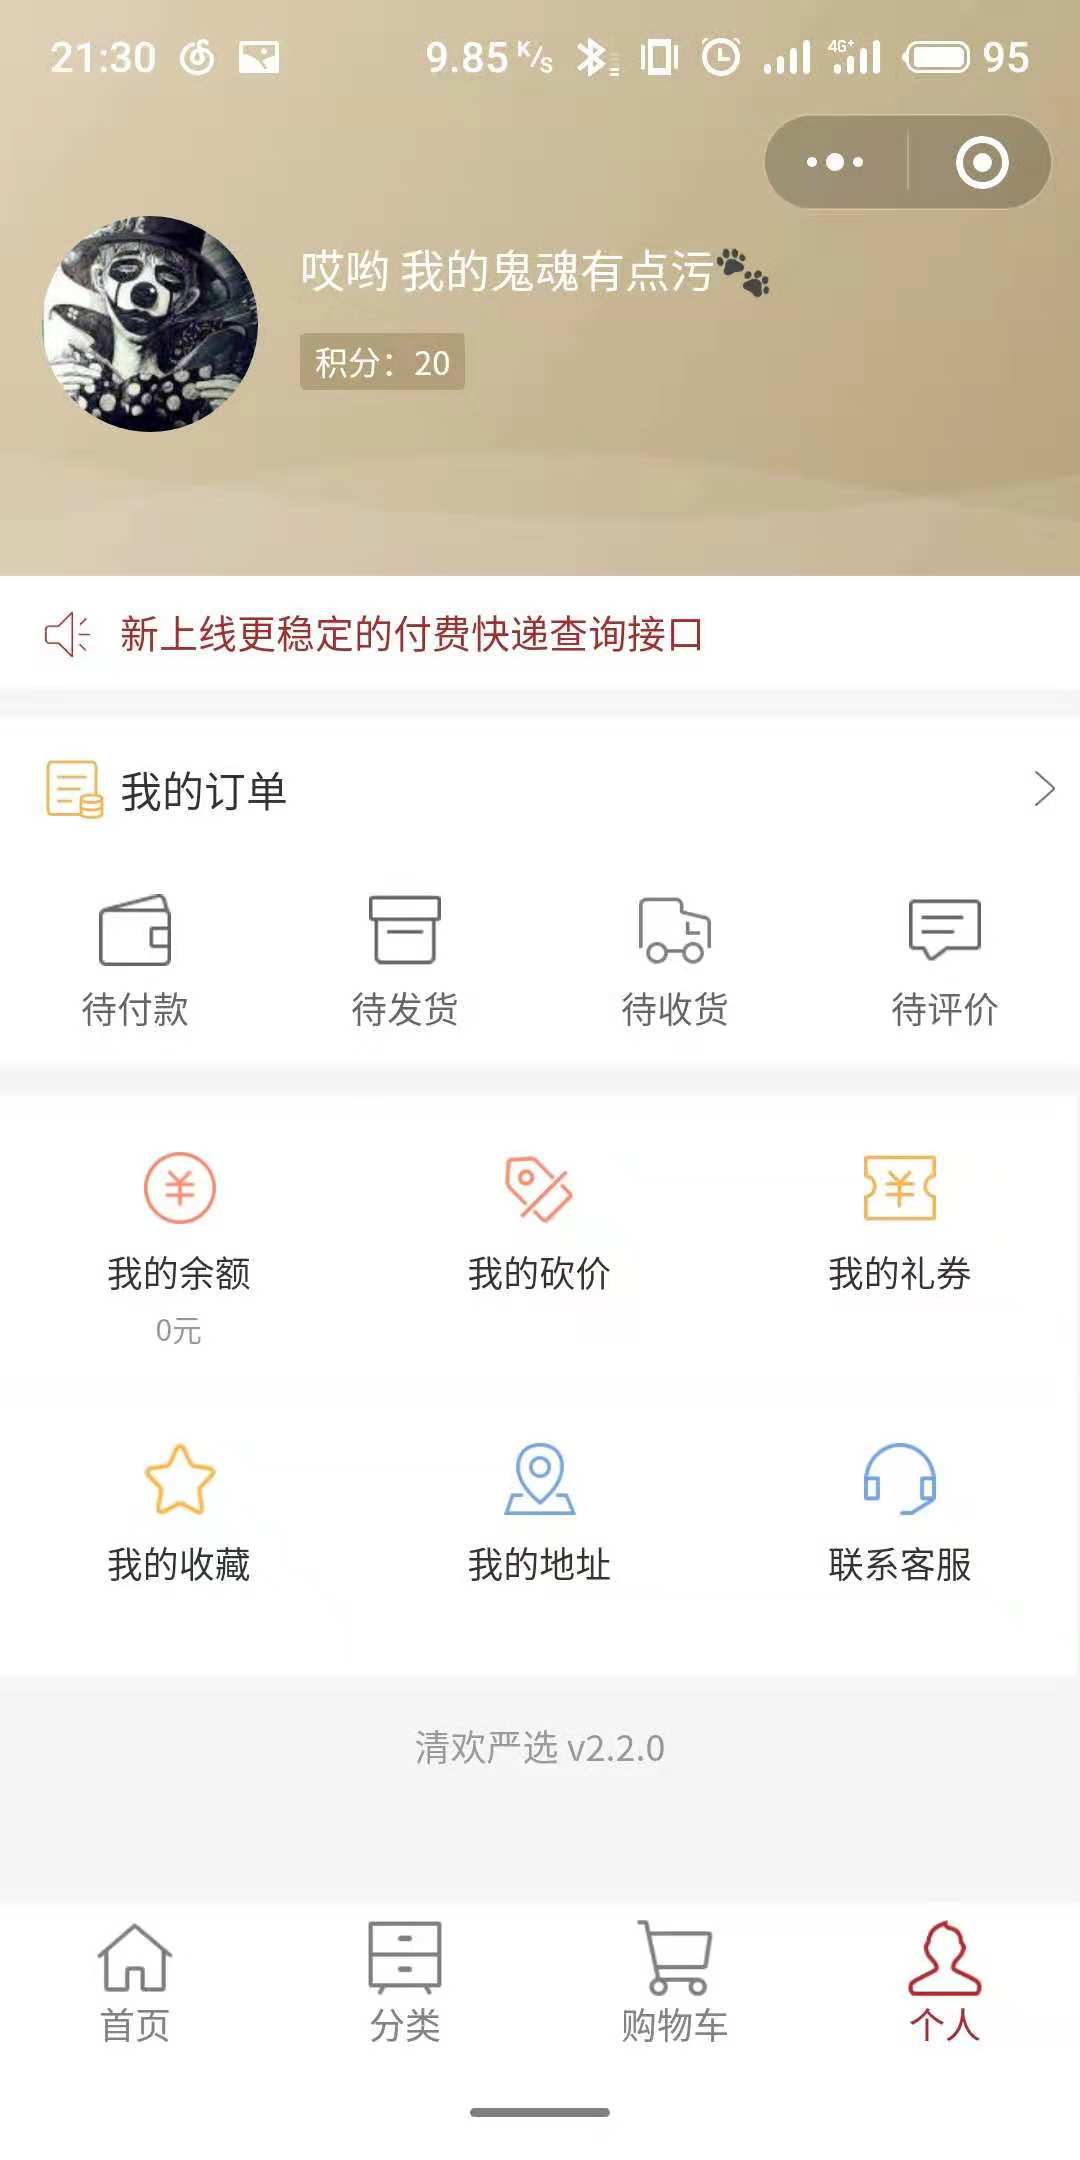 21:30 9.85 K/s 4G+ 95
哎哟 我的鬼魂有点污🐾
积分：20
新上线更稳定的付费快递查询接口
我的订单
待付款 待发货 待收货 待评价
我的余额 我的砍价 我的礼券
0元
我的收藏 我的地址 联系客服
清欢严选 v2.2.0
首页 分类 购物车 个人